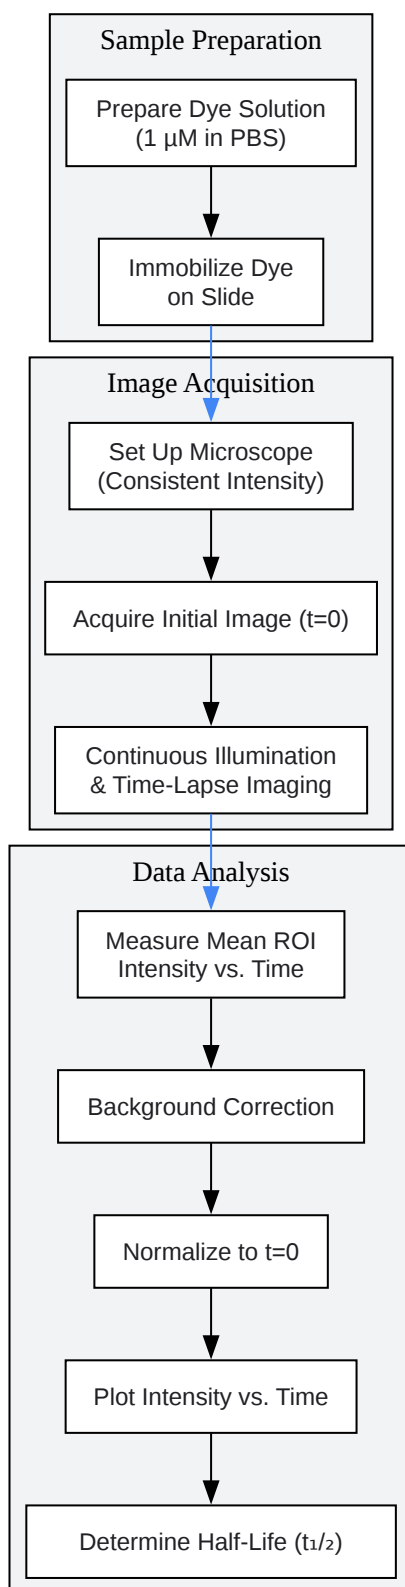 Sample Preparation
Prepare Dye Solution
(1 µM in PBS)
Immobilize Dye
on Slide
Image Acquisition
Set Up Microscope
(Consistent Intensity)
Acquire Initial Image (t=0)
Continuous Illumination
& Time-Lapse Imaging
Data Analysis
Measure Mean ROI
Intensity vs. Time
Background Correction
Normalize to t=0
Plot Intensity vs. Time
Determine Half-Life (t₁/₂)